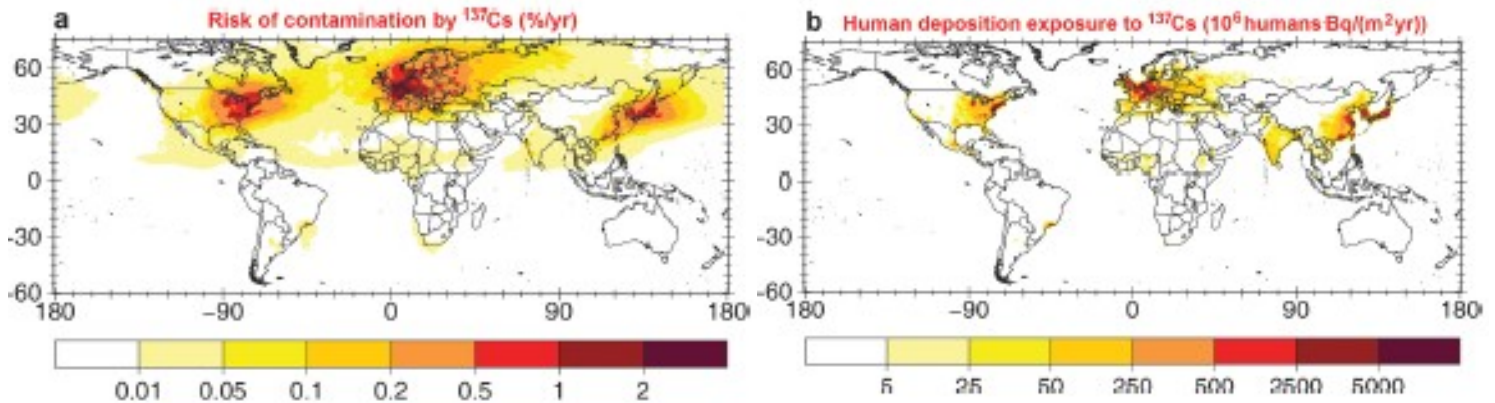 a Risk of contamination by ¹³⁷Cs (%/yr)
60
30
0
-30
-60
180 -90 0 90 180
0.01 0.05 0.1 0.2 0.5 1 2
b Human deposition exposure to ¹³⁷Cs (10⁶ humans·Bq/(m²yr))
60
30
0
-30
-60
180 -90 0 90 180
5 25 50 250 500 2500 5000